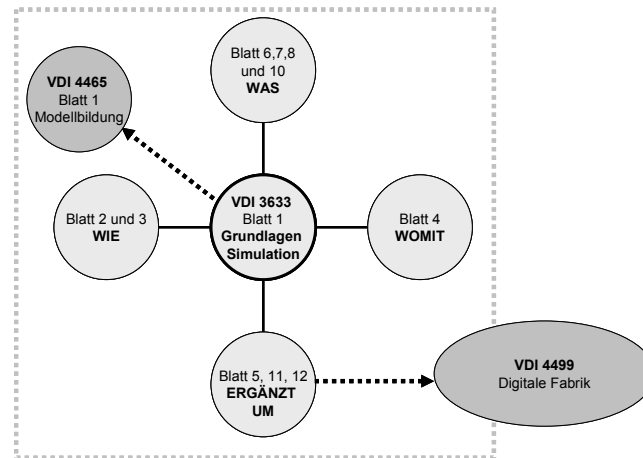 Blatt 6,7,8
und 10
WAS
VDI 4465
Blatt 1
Modellbildung
VDI 3633
Blatt 1
Grundlagen
Simulation
Blatt 2 und 3
WIE
Blatt 4
WOMIT
Blatt 5, 11, 12
ERGÄNZT
UM
VDI 4499
Digitale Fabrik